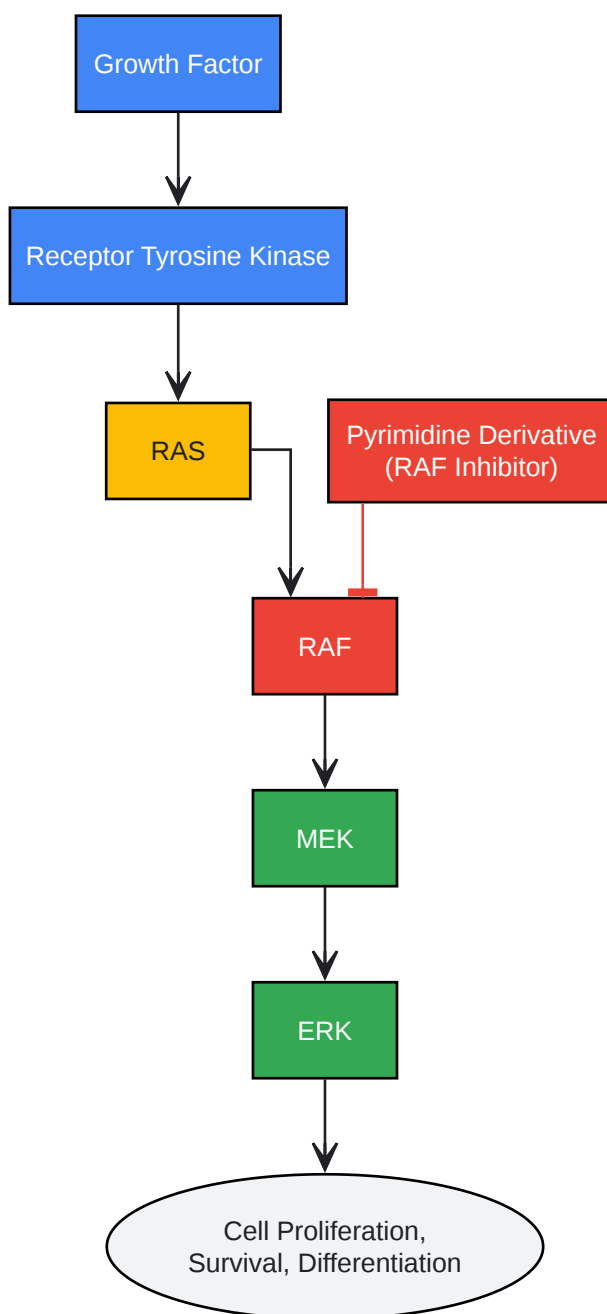 Growth Factor
Receptor Tyrosine Kinase
RAS
Pyrimidine Derivative
(RAF Inhibitor)
RAF
MEK
ERK
Cell Proliferation,
Survival, Differentiation